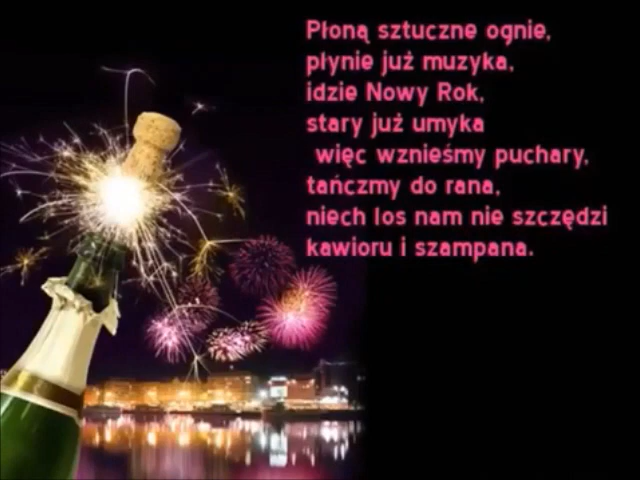 Płoną sztuczne ognie,
płynie już muzyka,
idzie Nowy Rok,
stary już umyka
więc wznieśmy puchary,
tańczmy do rana,
niech los nam nie szczędzi
kawioru i szampana.